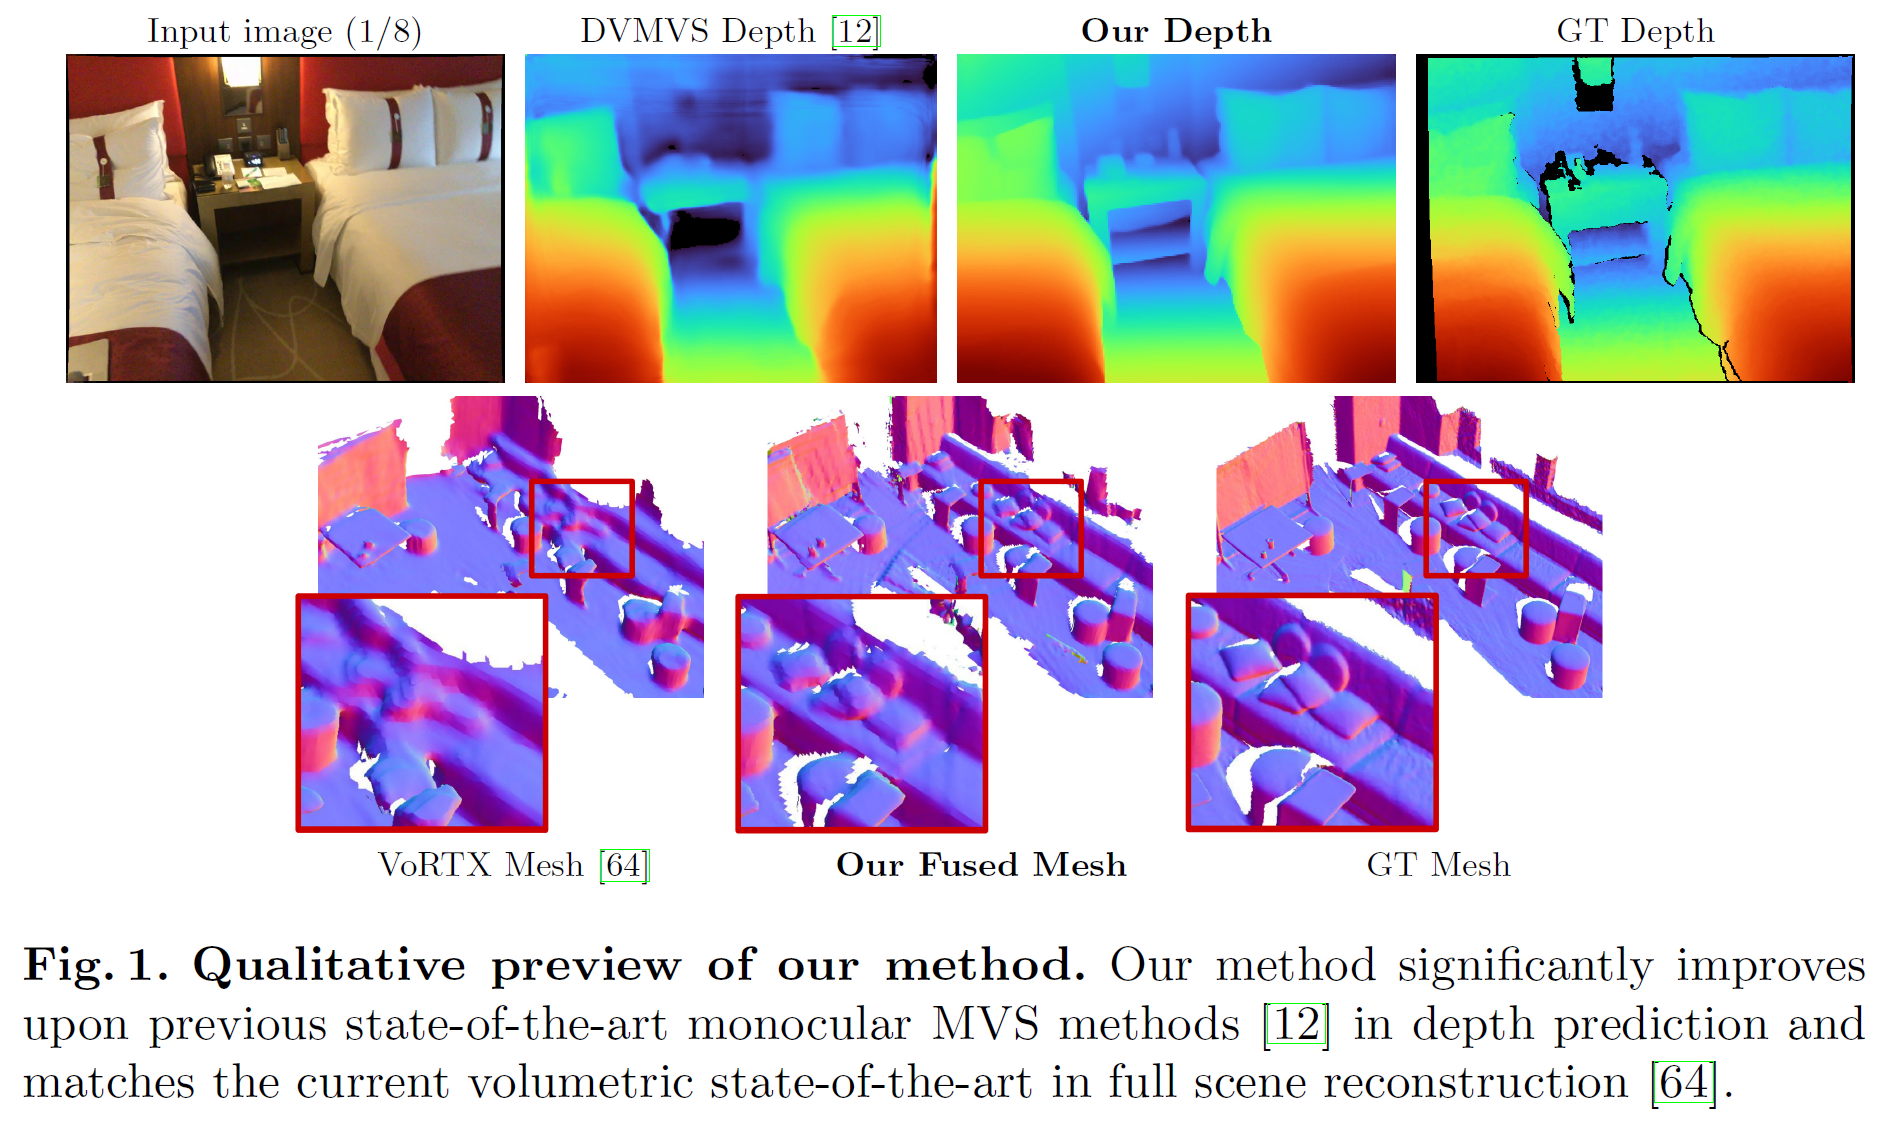 Input image (1/8)
DVMVS Depth [12]
Our Depth
GT Depth
VoRTX Mesh [64]
Our Fused Mesh
GT Mesh
Fig. 1. Qualitative preview of our method. Our method significantly improves
upon previous state-of-the-art monocular MVS methods [12] in depth prediction and
matches the current volumetric state-of-the-art in full scene reconstruction [64].